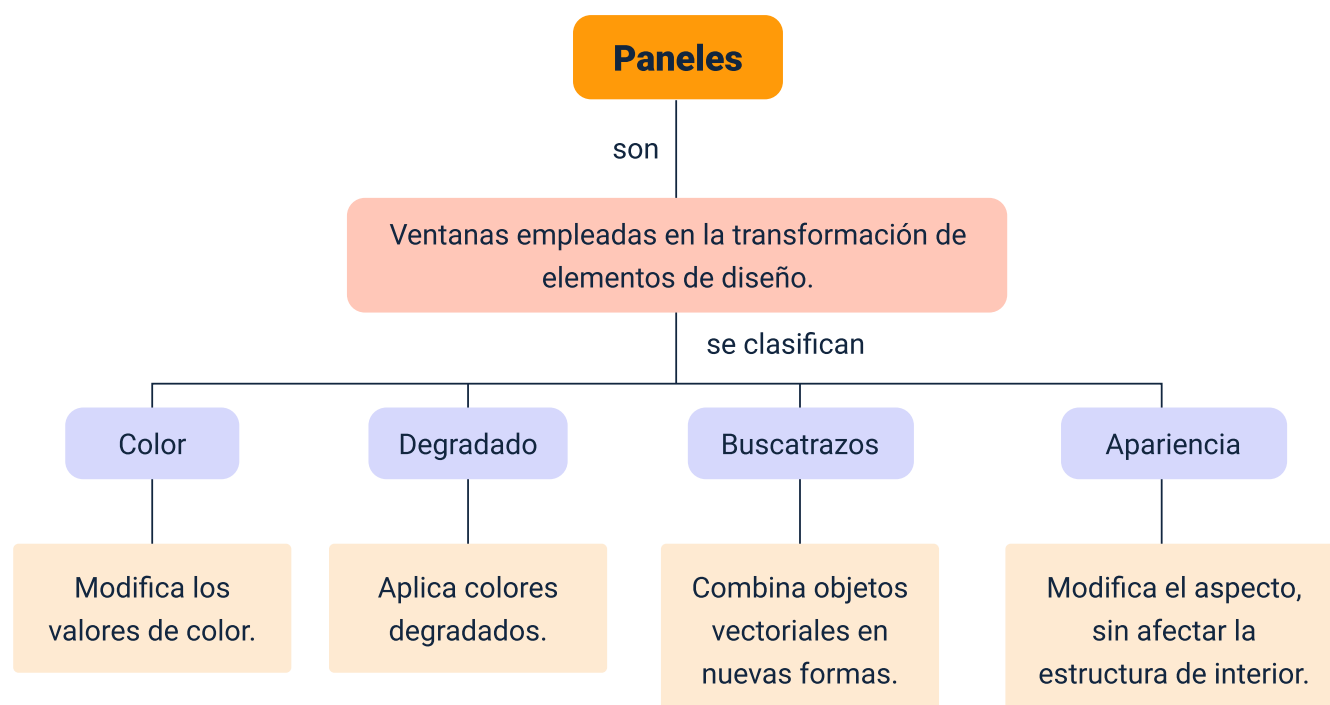 Paneles
son
Ventanas empleadas en la transformación de
elementos de diseño.
se clasifican
Color
Degradado
Buscatrazos
Apariencia
Modifica los
valores de color.
Aplica colores
degradados.
Combina objetos
vectoriales en
nuevas formas.
Modifica el aspecto,
sin afectar la
estructura de interior.